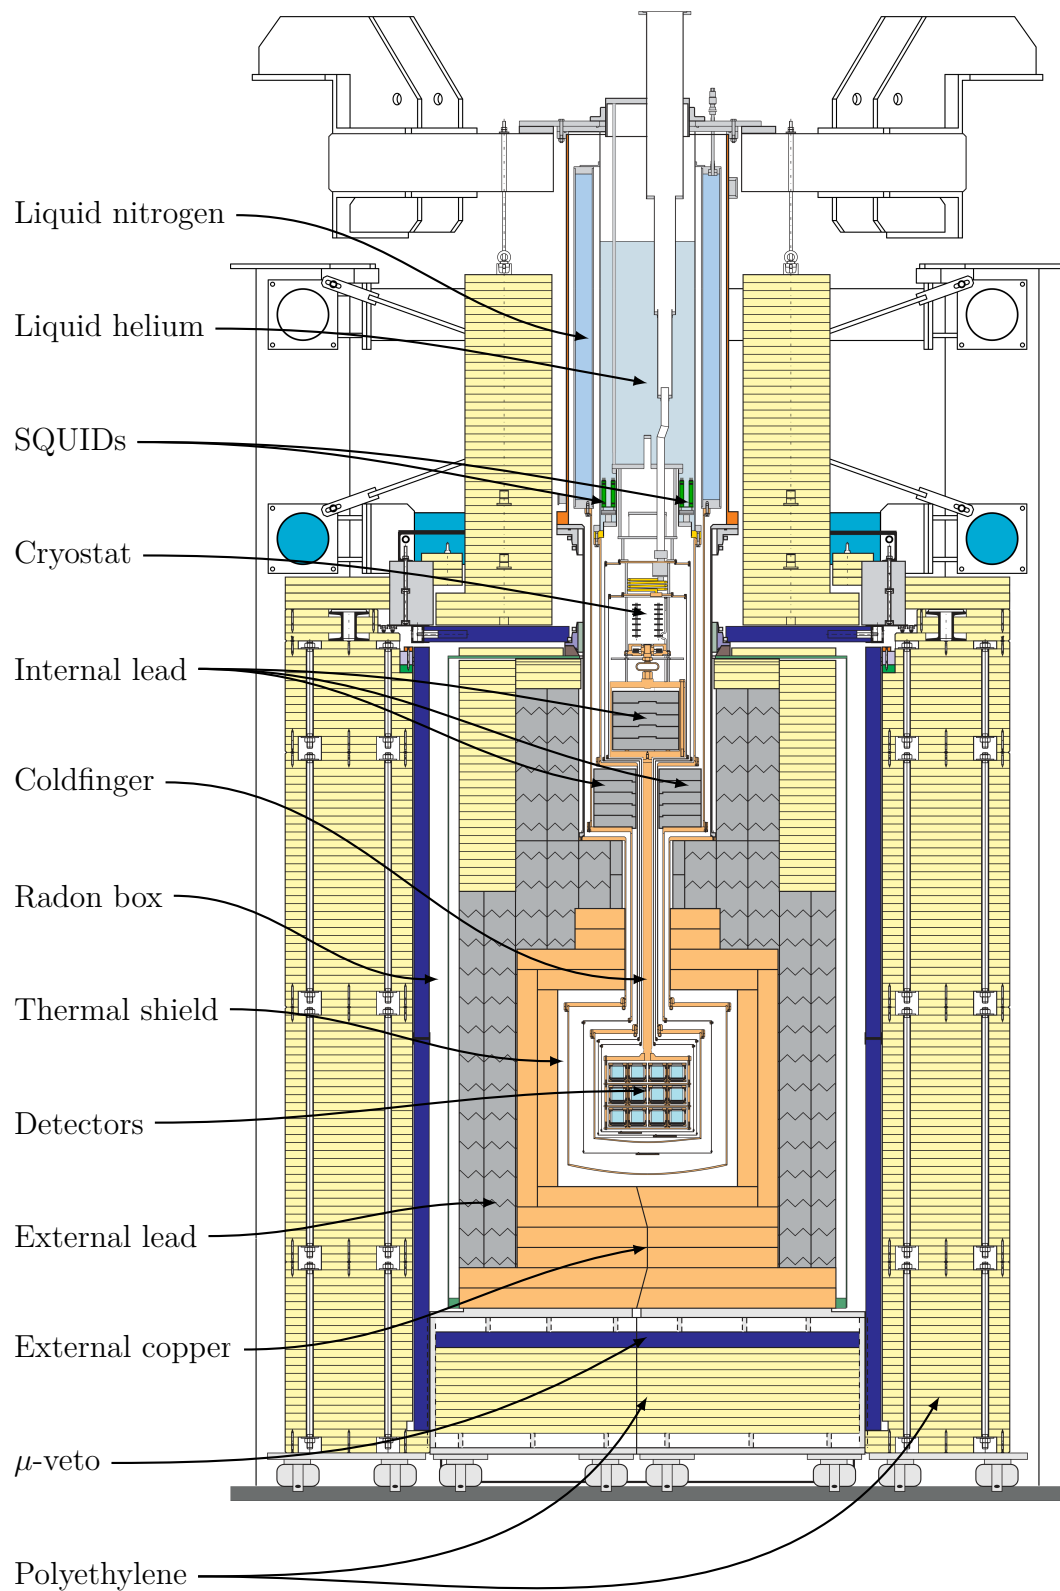 Liquid nitrogen
Liquid helium
SQUIDs
Cryostat
Internal lead
Coldfinger
Radon box
Thermal shield
Detectors
External lead
External copper
μ-veto
Polyethylene